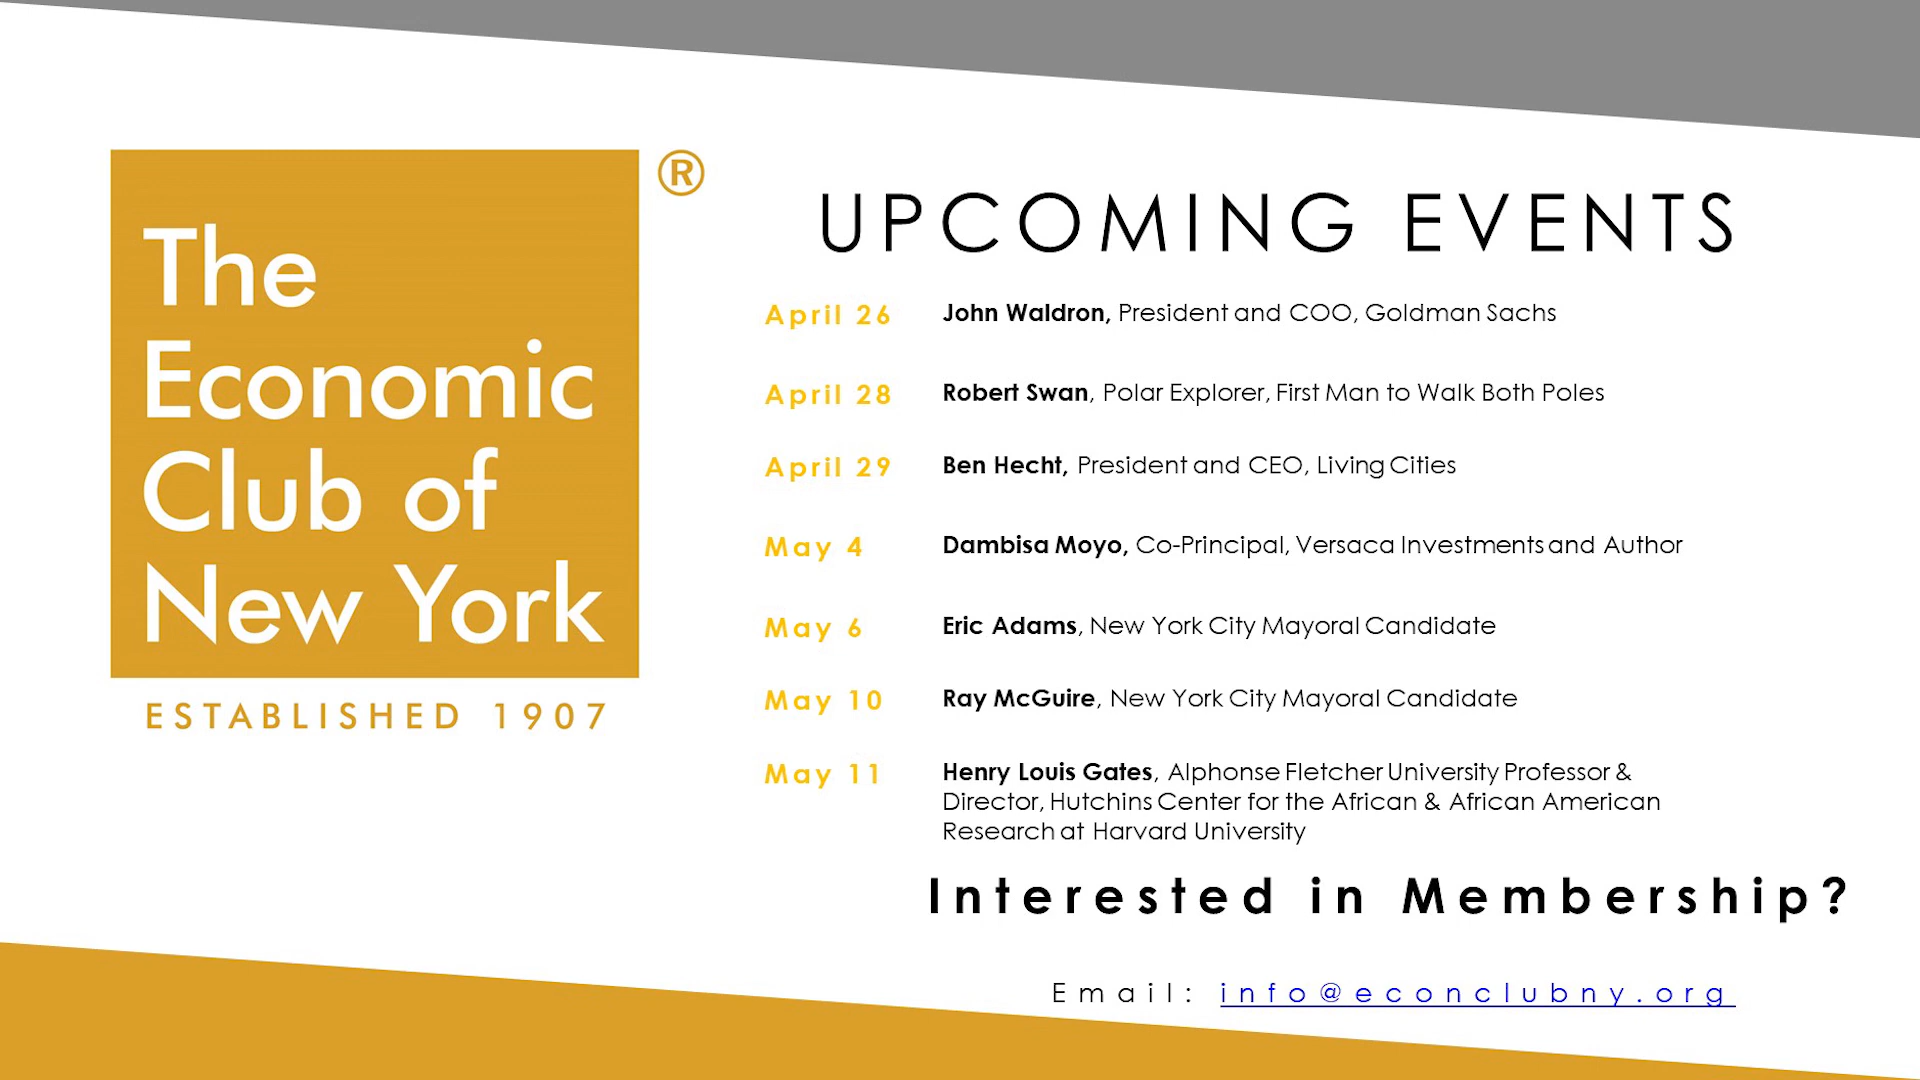 The
Economic
Club of
New York
®
ESTABLISHED 1907
UPCOMING EVENTS
April 26 John Waldron, President and COO, Goldman Sachs
April 28 Robert Swan, Polar Explorer, First Man to Walk Both Poles
April 29 Ben Hecht, President and CEO, Living Cities
May 4 Dambisa Moyo, Co-Principal, Versaca Investments and Author
May 6 Eric Adams, New York City Mayoral Candidate
May 10 Ray McGuire, New York City Mayoral Candidate
May 11 Henry Louis Gates, Alphonse Fletcher University Professor &
Director, Hutchins Center for the African & African American
Research at Harvard University
Interested in Membership?
Email: info@econclubny.org